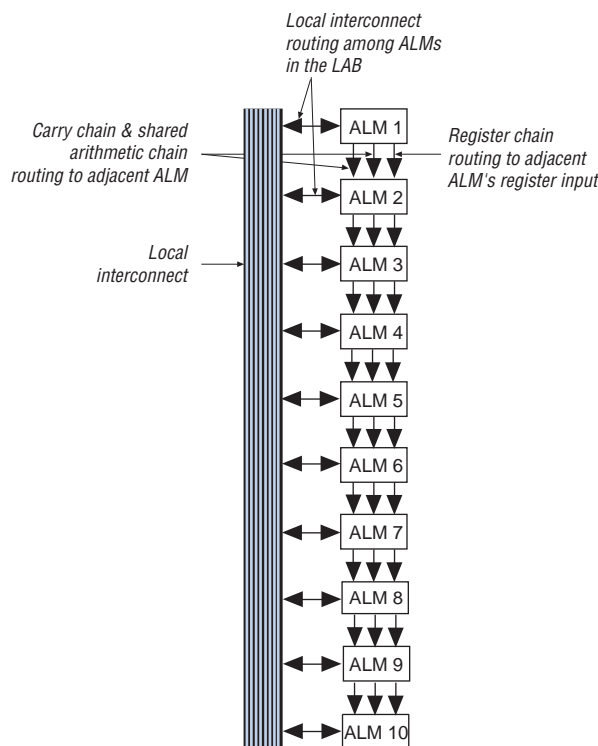 Local interconnect
routing among ALMs
in the LAB
Carry chain & shared
arithmetic chain
routing to adjacent ALM
Register chain
routing to adjacent
ALM's register input
Local
interconnect
ALM 1
ALM 2
ALM 3
ALM 4
ALM 5
ALM 6
ALM 7
ALM 8
ALM 9
ALM 10